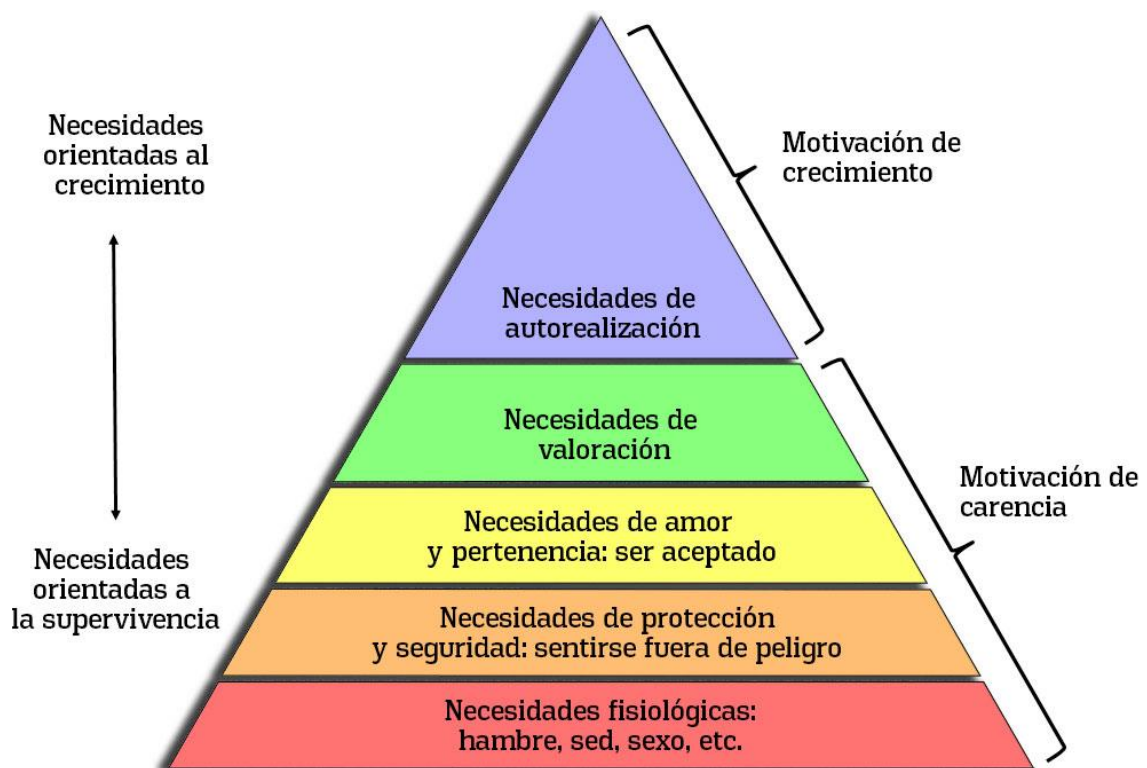 Necesidades
orientadas al
crecimiento
Motivación de
crecimiento
Necesidades de
autorealización
Necesidades de
valoración
Motivación de
carencia
Necesidades de amor
y pertenencia: ser aceptado
Necesidades
orientadas a
la supervivencia
Necesidades de protección
y seguridad: sentirse fuera de peligro
Necesidades fisiológicas:
hambre, sed, sexo, etc.